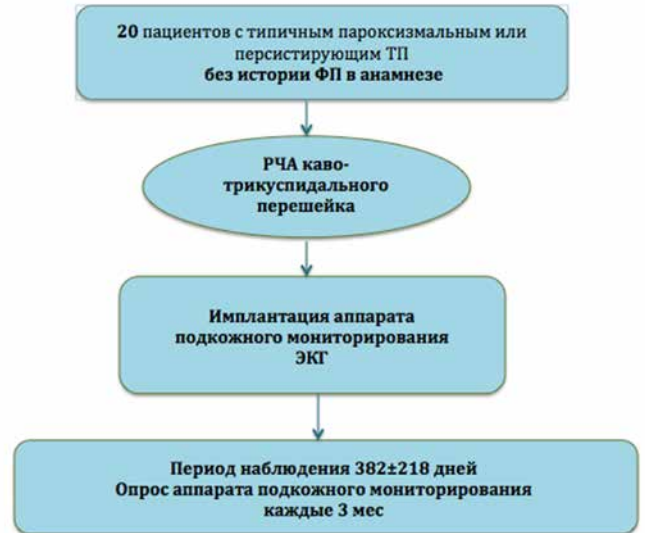 20 пациентов с типичным пароксизмальным или
персистирующим ТП
без истории ФП в анамнезе
РЧА каво-
трикуспидального
перешейка
Имплантация аппарата
подкожного мониторирования
ЭКГ
Период наблюдения 382±218 дней
Опрос аппарата подкожного мониторирования
каждые 3 мес